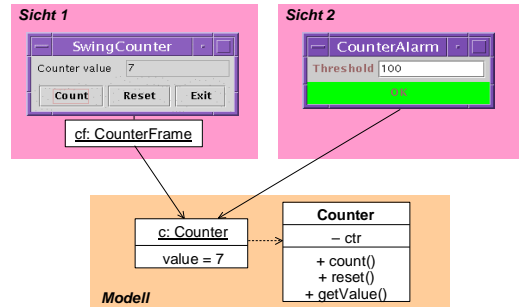 Sicht 1
SwingCounter
Counter value 7
Count Reset Exit
cf: CounterFrame
Sicht 2
CounterAlarm
Threshold 100
OK
c: Counter
value = 7
Modell
Counter
– ctr
+ count()
+ reset()
+ getValue()